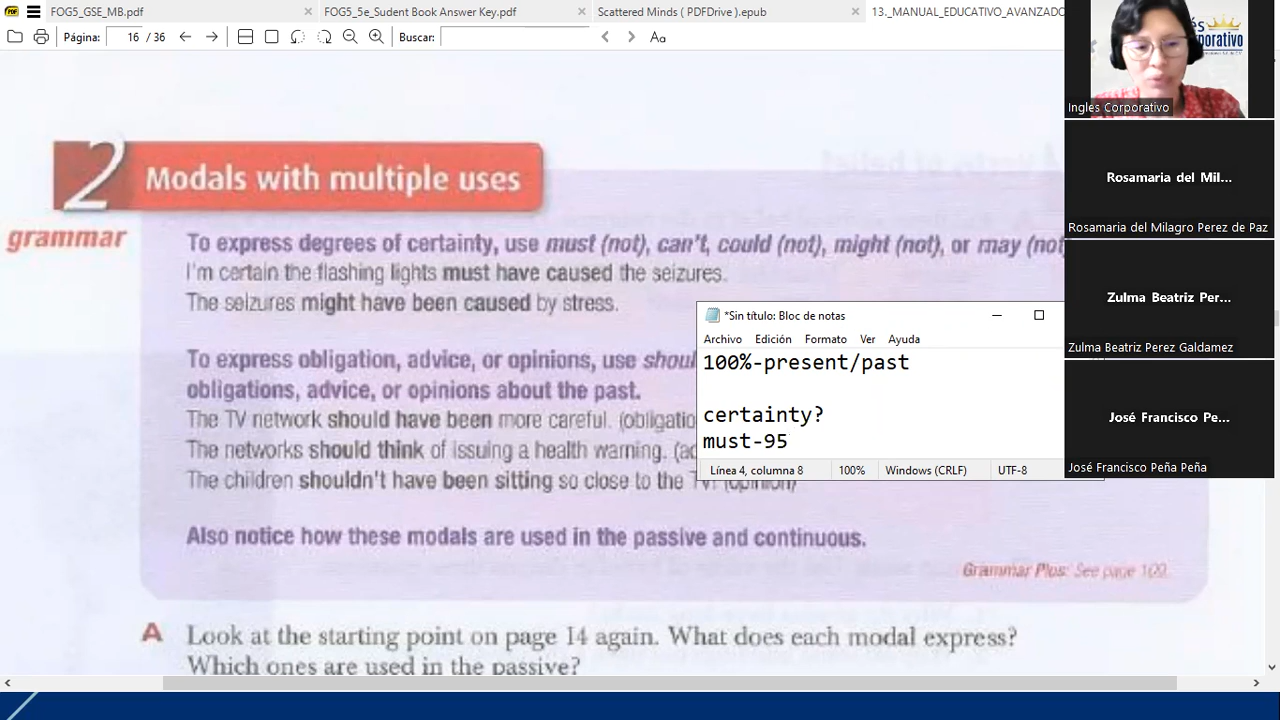 FOG5_GSE_MB.pdf
FOG5_5e_Sudent Book Answer Key.pdf
Scattered Minds ( PDFDrive ).epub
13._MANUAL_EDUCATIVO_AVANZADO
Página: 16 / 36 Buscar: Aa
2 Modals with multiple uses
grammar
To express degrees of certainty, use must (not), can't, could (not), might (not), or may (not
I'm certain the flashing lights must have caused the seizures.
The seizures might have been caused by stress.
To express obligation, advice, or opinions, use shoul
obligations, advice, or opinions about the past.
The TV network should have been more careful. (obligatio
The networks should think of issuing a health warning. (ad
The children shouldn't have been sitting so close to the TV! (opinion)
Also notice how these modals are used in the passive and continuous.
Grammar Plus: See page 109.
A Look at the starting point on page 14 again. What does each modal express?
Which ones are used in the passive?
*Sin título: Bloc de notas
Archivo Edición Formato Ver Ayuda
100%-present/past
certainty?
must-95
Línea 4, columna 8 100% Windows (CRLF) UTF-8
és
rporativo
Ingles Corporativo
Rosamaria del Mil...
Rosamaria del Milagro Perez de Paz
Zulma Beatriz Per...
Zulma Beatriz Perez Galdamez
José Francisco Pe...
José Francisco Peña Peña